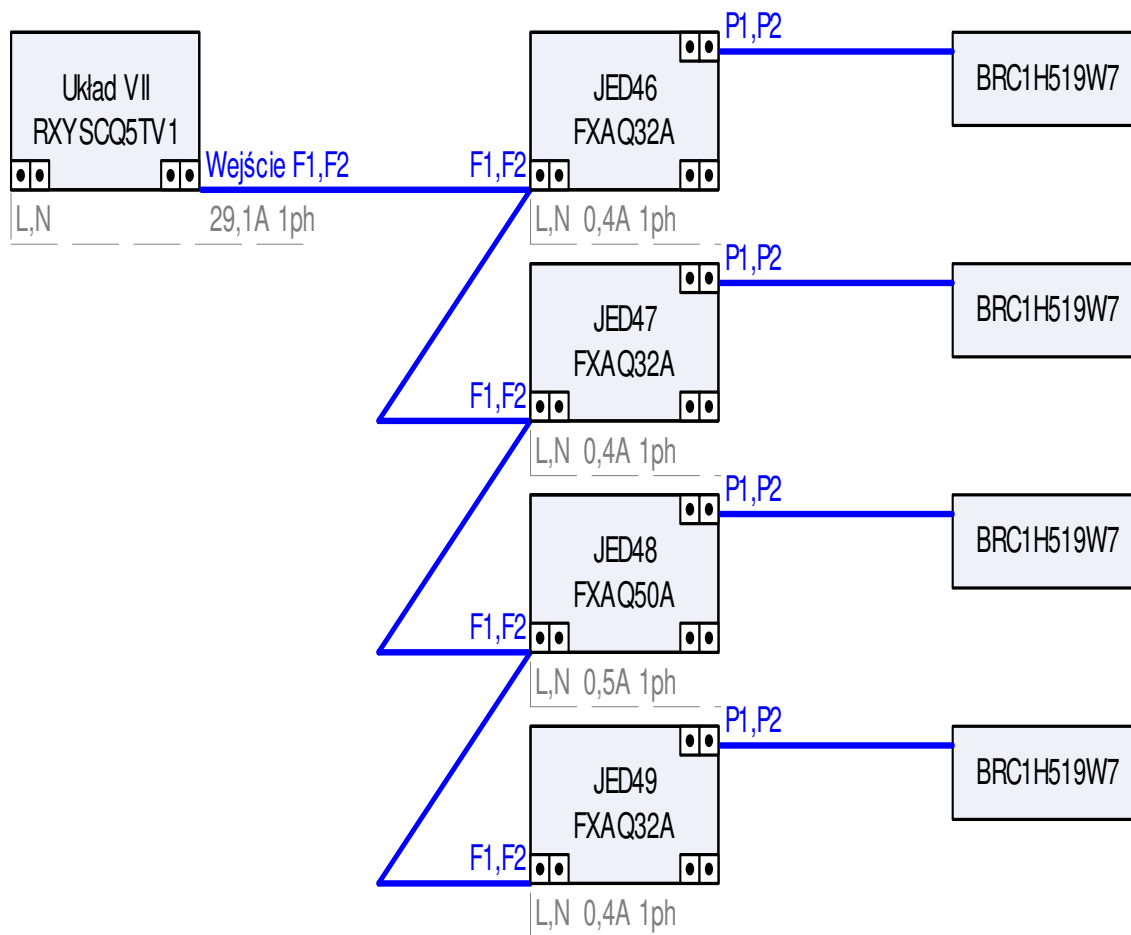 Układ VII
RXYSCQ5TV1
Wejście F1,F2
L,N 29,1A 1ph
P1,P2
JED46
FXAQ32A
BRC1H519W7
F1,F2
L,N 0,4A 1ph
P1,P2
JED47
FXAQ32A
BRC1H519W7
F1,F2
L,N 0,4A 1ph
P1,P2
JED48
FXAQ50A
BRC1H519W7
F1,F2
L,N 0,5A 1ph
P1,P2
JED49
FXAQ32A
BRC1H519W7
F1,F2
L,N 0,4A 1ph